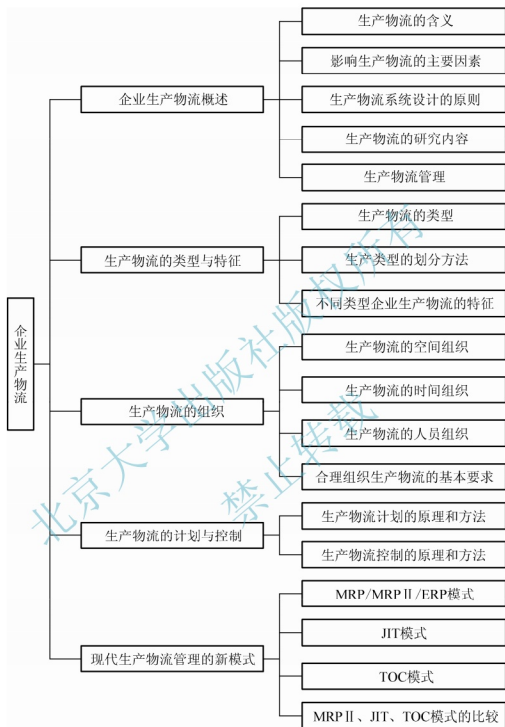 企业生产物流
企业生产物流概述
生产物流的含义
影响生产物流的主要因素
生产物流系统设计的原则
生产物流的研究内容
生产物流管理
生产物流的类型与特征
生产物流的类型
生产类型的划分方法
不同类型企业生产物流的特征
生产物流的组织
生产物流的空间组织
生产物流的时间组织
生产物流的人员组织
合理组织生产物流的基本要求
生产物流的计划与控制
生产物流计划的原理和方法
生产物流控制的原理和方法
现代生产物流管理的新模式
MRP/MRPⅡ/ERP模式
JIT模式
TOC模式
MRPⅡ、JIT、TOC模式的比较
北京大学出版社版权所有
禁止转载